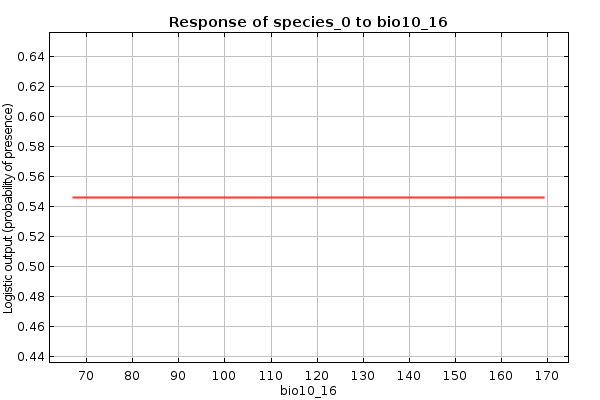 Response of species_0 to bio10_16
Logistic output (probability of presence)
0.64
0.62
0.60
0.58
0.56
0.54
0.52
0.50
0.48
0.46
0.44
70 80 90 100 110 120 130 140 150 160 170
bio10_16